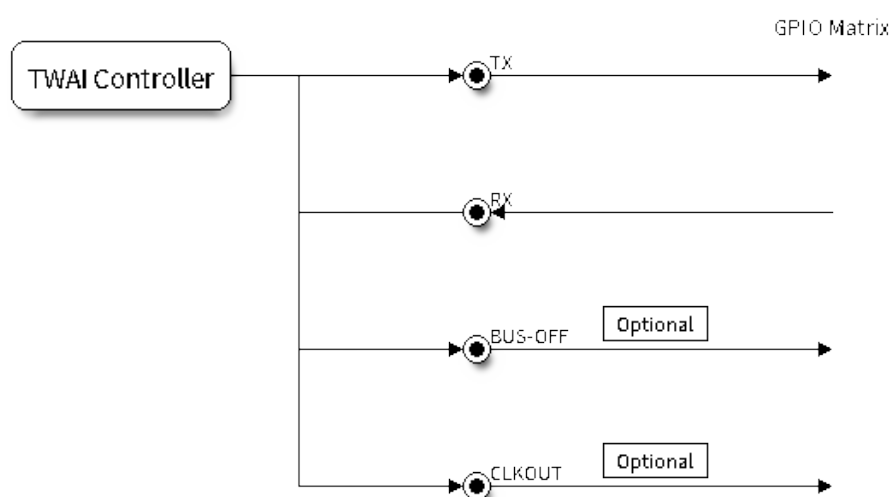 GPIO Matrix
TWAI Controller
TX
RX
BUS-OFF
Optional
CLKOUT
Optional